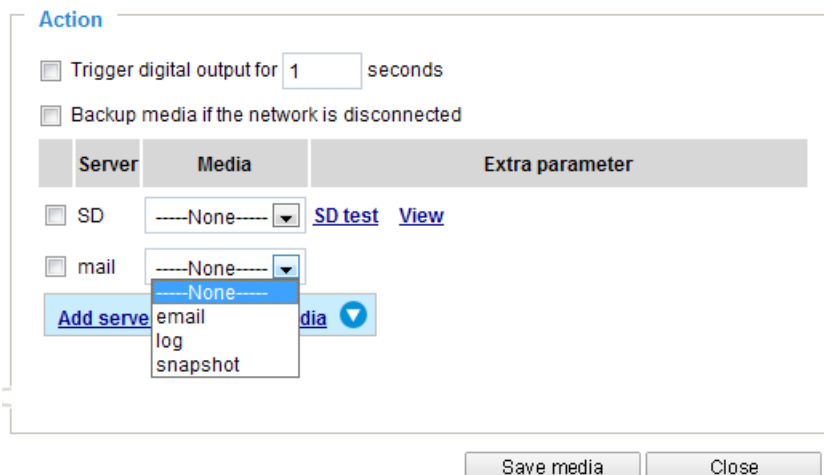 Action
Trigger digital output for 1 seconds
Backup media if the network is disconnected
Server Media Extra parameter
SD -----None----- SD test View
mail -----None-----
-----None-----
email
log
snapshot
Add serve dia
Save media Close